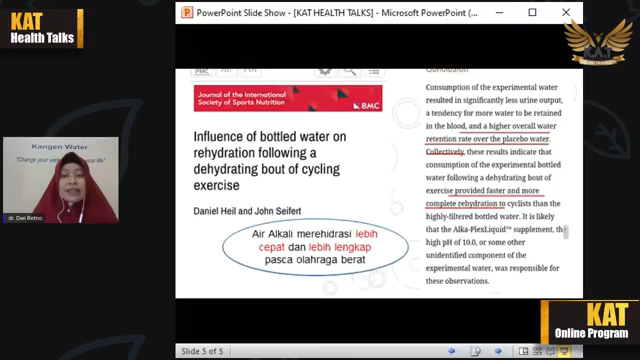 KAT
Health Talks
PowerPoint Slide Show - [KAT HEALTH TALKS] - Microsoft PowerPoint (...
KAT
Journal of the International
Society of Sports Nutrition
BMC
Influence of bottled water on
rehydration following a
dehydrating bout of cycling
exercise
Daniel Heil and John Seifert
Air Alkali merehidrasi lebih
cepat dan lebih lengkap
pasca olahraga berat
Conclusion
Consumption of the experimental water
resulted in significantly less urine output,
a tendency for more water to be retained
in the blood, and a higher overall water
retention rate over the placebo water.
Collectively, these results indicate that
consumption of the experimental bottled
water following a dehydrating bout of
exercise provided faster and more
complete rehydration to cyclists than the
highly-filtered bottled water. It is likely
that the Alka-PlexLiquid™ supplement, the
high pH of 10.0, or some other
unidentified component of the
experimental water, was responsible for
these observations.
Kangen Water
"Change your water, change your life"
dr. Dwi Retno
Slide 5 of 5
KAT
Online Program